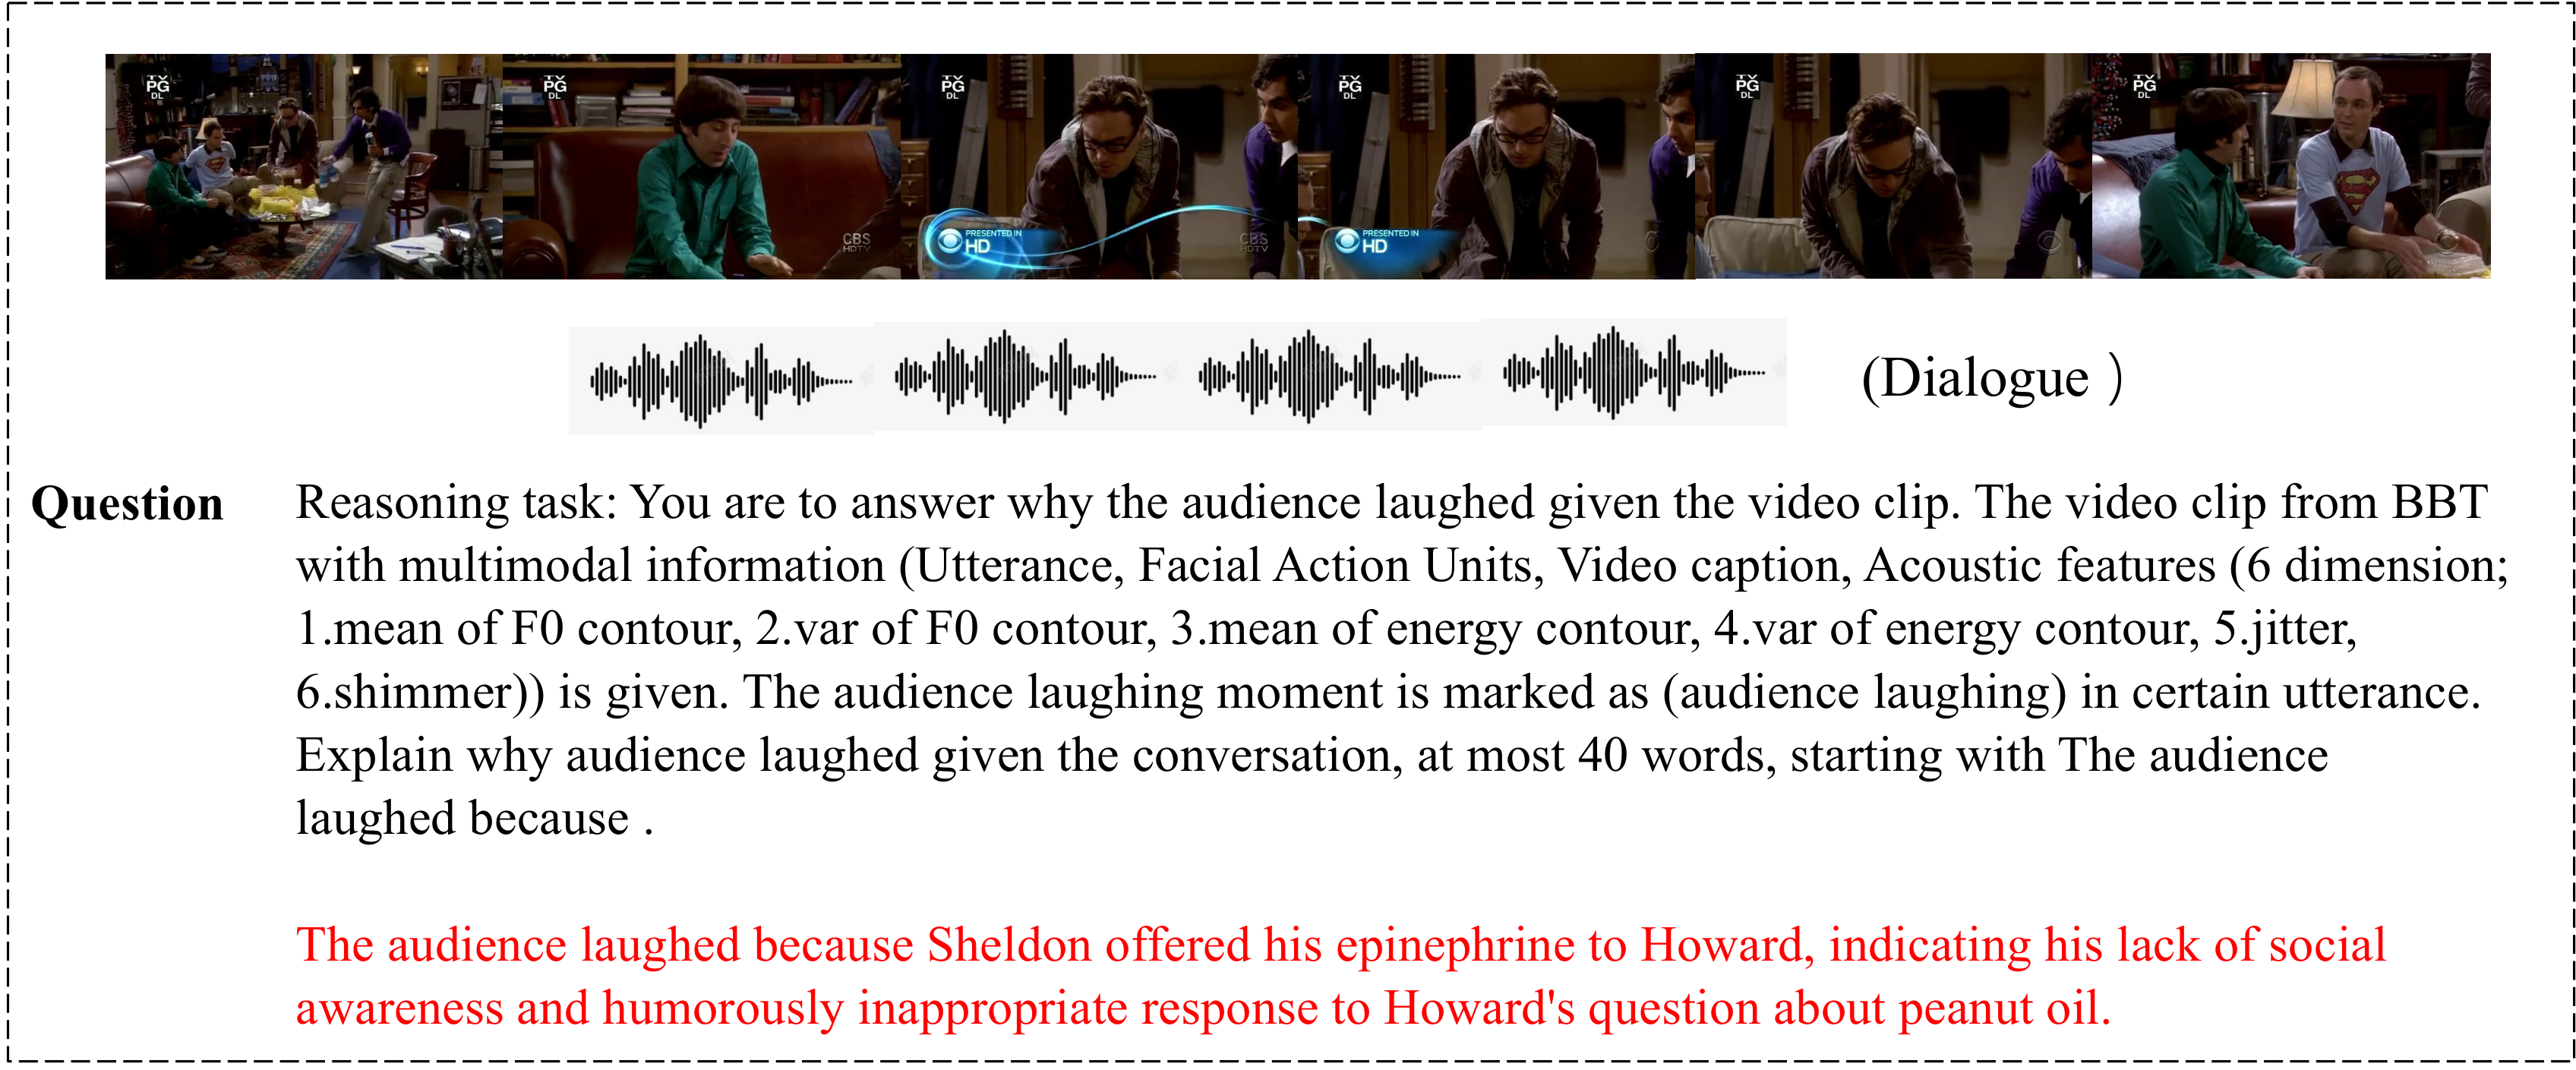 TV PG DL TV PG DL TV PG DL TV PG DL TV PG DL TV PG DL
CBS HDTV PRESENTED IN HD CBS HDTV PRESENTED IN HD
(Dialogue )
Question Reasoning task: You are to answer why the audience laughed given the video clip. The video clip from BBT
with multimodal information (Utterance, Facial Action Units, Video caption, Acoustic features (6 dimension;
1.mean of F0 contour, 2.var of F0 contour, 3.mean of energy contour, 4.var of energy contour, 5.jitter,
6.shimmer)) is given. The audience laughing moment is marked as (audience laughing) in certain utterance.
Explain why audience laughed given the conversation, at most 40 words, starting with The audience
laughed because .
The audience laughed because Sheldon offered his epinephrine to Howard, indicating his lack of social
awareness and humorously inappropriate response to Howard's question about peanut oil.